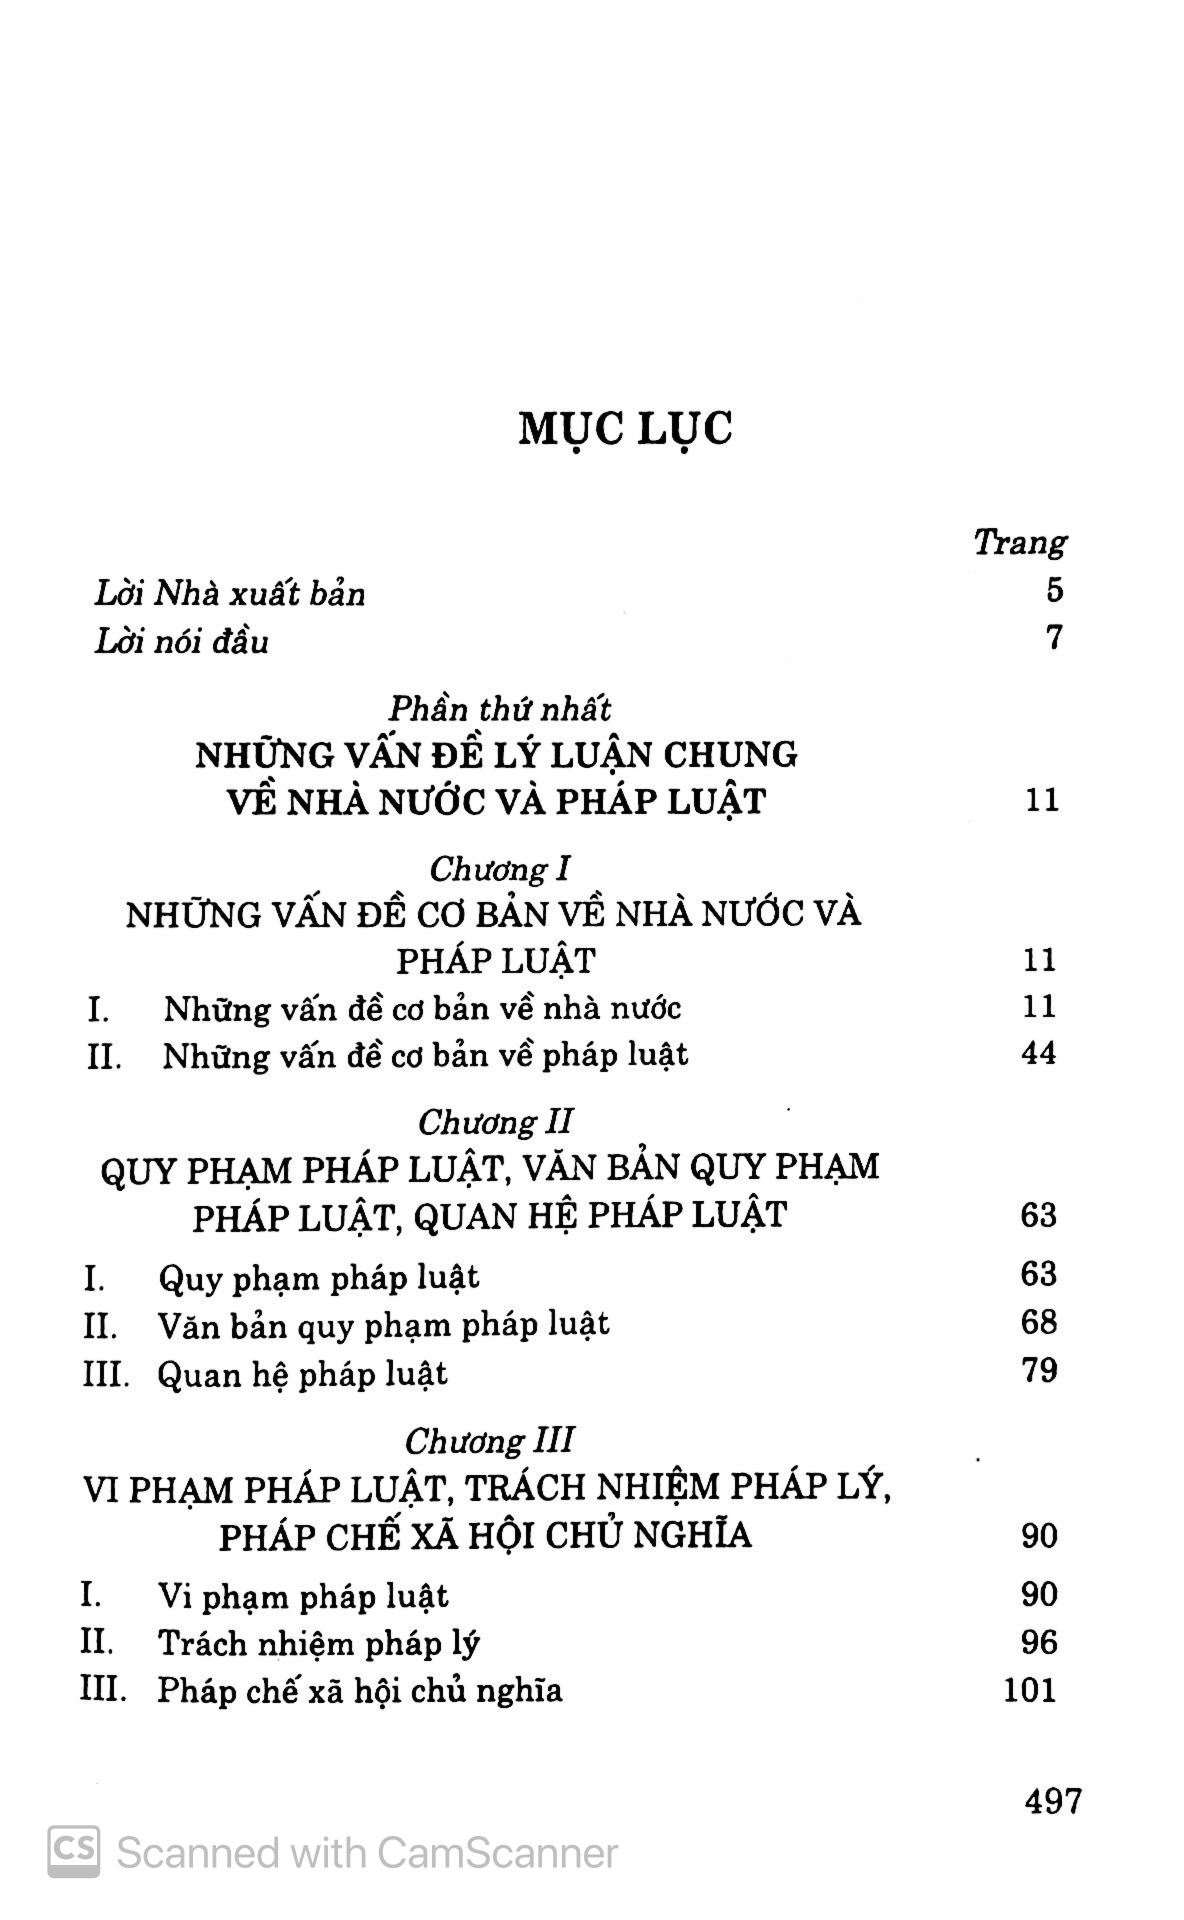 MỤC LỤC
Trang
Lời Nhà xuất bản 5
Lời nói đầu 7
Phần thứ nhất
NHỮNG VẤN ĐỀ LÝ LUẬN CHUNG
VỀ NHÀ NƯỚC VÀ PHÁP LUẬT 11
Chương I
NHỮNG VẤN ĐỀ CƠ BẢN VỀ NHÀ NƯỚC VÀ
PHÁP LUẬT 11
I. Những vấn đề cơ bản về nhà nước 11
II. Những vấn đề cơ bản về pháp luật 44
Chương II
QUY PHẠM PHÁP LUẬT, VĂN BẢN QUY PHẠM
PHÁP LUẬT, QUAN HỆ PHÁP LUẬT 63
I. Quy phạm pháp luật 63
II. Văn bản quy phạm pháp luật 68
III. Quan hệ pháp luật 79
Chương III
VI PHẠM PHÁP LUẬT, TRÁCH NHIỆM PHÁP LÝ,
PHÁP CHẾ XÃ HỘI CHỦ NGHĨA 90
I. Vi phạm pháp luật 90
II. Trách nhiệm pháp lý 96
III. Pháp chế xã hội chủ nghĩa 101
497
CS Scanned with CamScanner